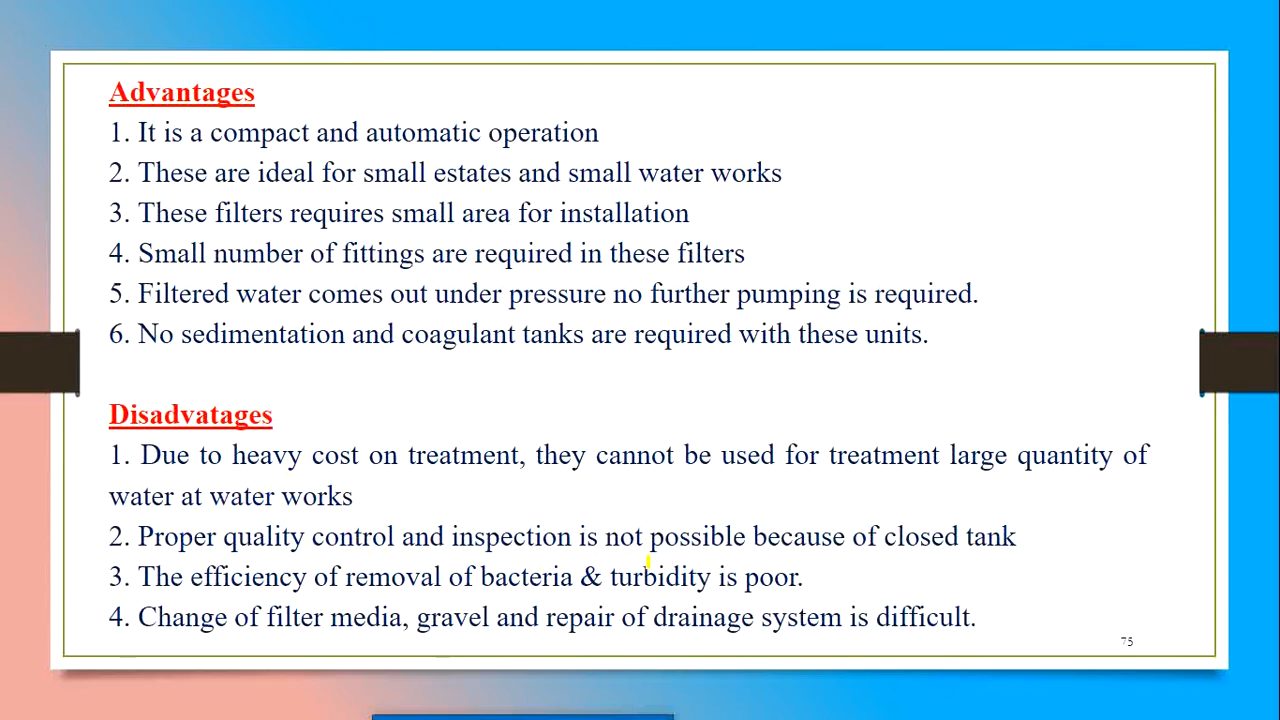 Advantages
1. It is a compact and automatic operation
2. These are ideal for small estates and small water works
3. These filters requires small area for installation
4. Small number of fittings are required in these filters
5. Filtered water comes out under pressure no further pumping is required.
6. No sedimentation and coagulant tanks are required with these units.
Disadvatages
1. Due to heavy cost on treatment, they cannot be used for treatment large quantity of
water at water works
2. Proper quality control and inspection is not possible because of closed tank
3. The efficiency of removal of bacteria & turbidity is poor.
4. Change of filter media, gravel and repair of drainage system is difficult.
75